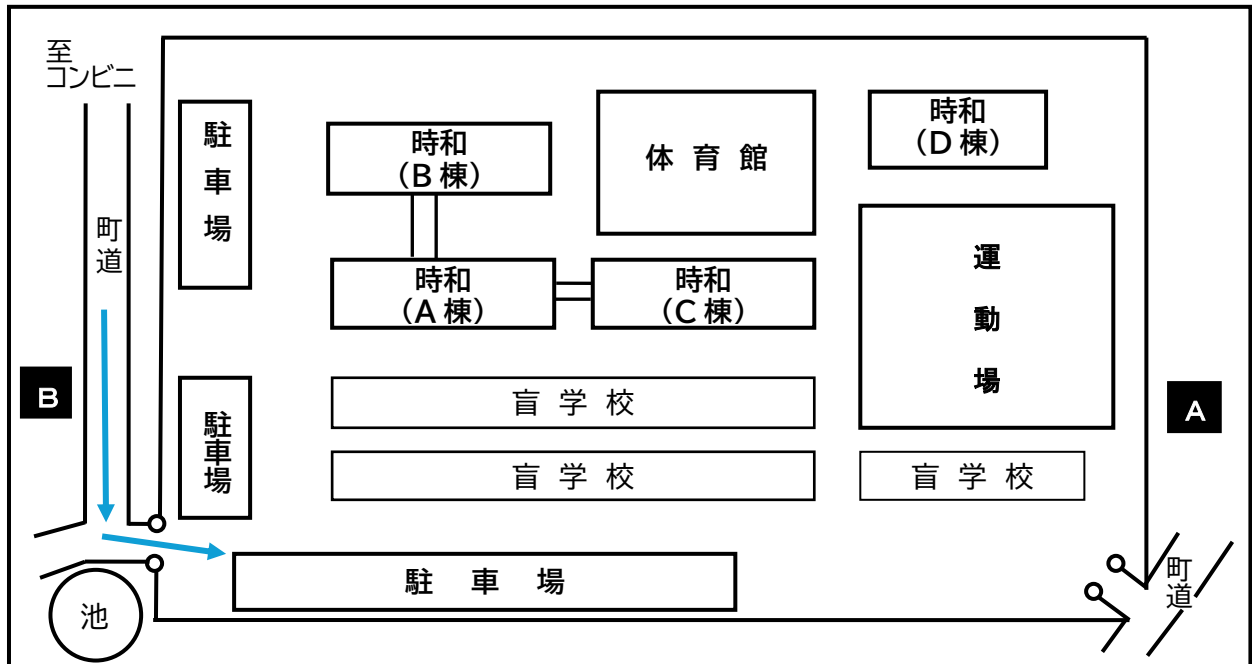 至
コンビニ
駐車場
時和
（B棟）
体育館
時和
（D棟）
町道
時和
（A棟）
時和
（C棟）
運動場
B
A
盲学校
駐車場
盲学校
盲学校
駐車場
町道
池